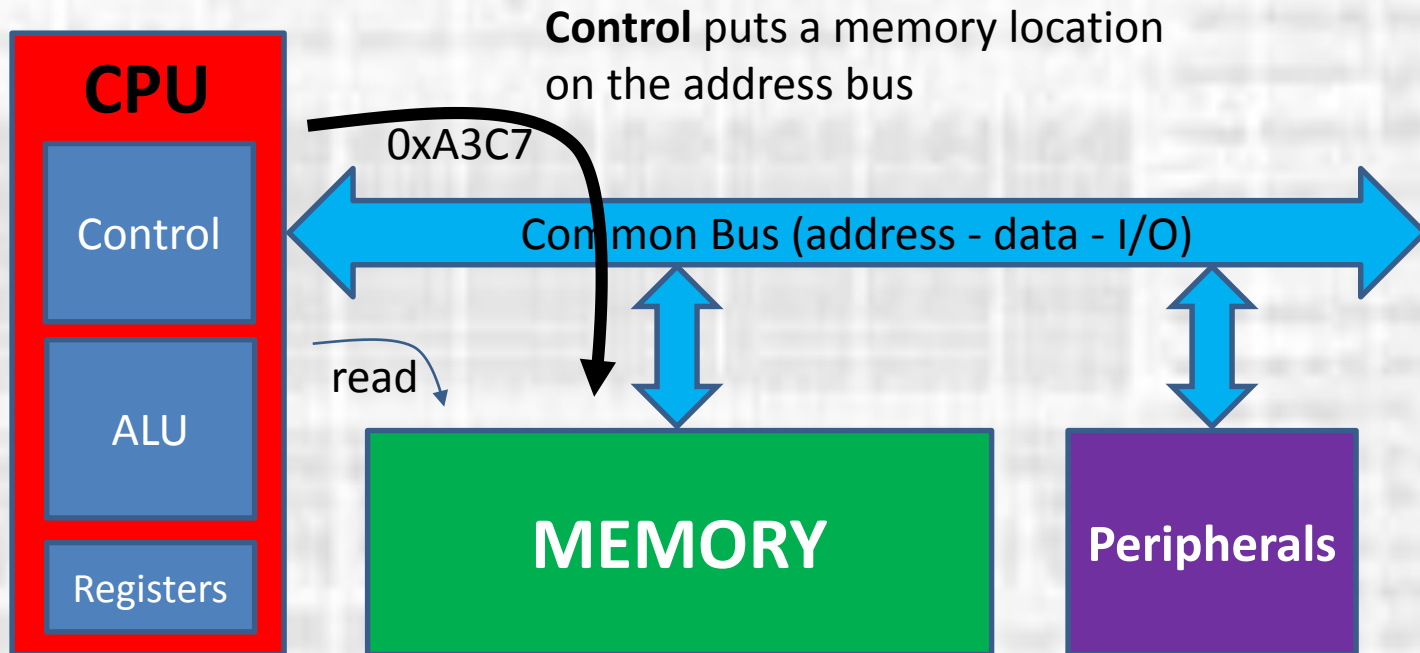 Control puts a memory location
on the address bus
CPU
0xA3C7
Control
Common Bus (address - data - I/O)
read
ALU
MEMORY
Peripherals
Registers